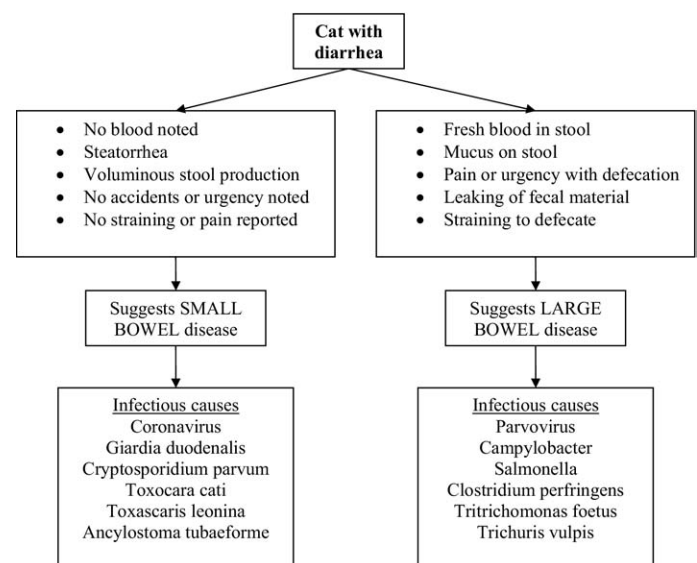 Cat with
diarrhea
• No blood noted
• Steatorrhea
• Voluminous stool production
• No accidents or urgency noted
• No straining or pain reported
• Fresh blood in stool
• Mucus on stool
• Pain or urgency with defecation
• Leaking of fecal material
• Straining to defecate
Suggests SMALL
BOWEL disease
Suggests LARGE
BOWEL disease
Infectious causes
Coronavirus
Giardia duodenalis
Cryptosporidium parvum
Toxocara cati
Toxascaris leonina
Ancylostoma tubaeforme
Infectious causes
Parvovirus
Campylobacter
Salmonella
Clostridium perfringens
Tritrichomonas foetus
Trichuris vulpis